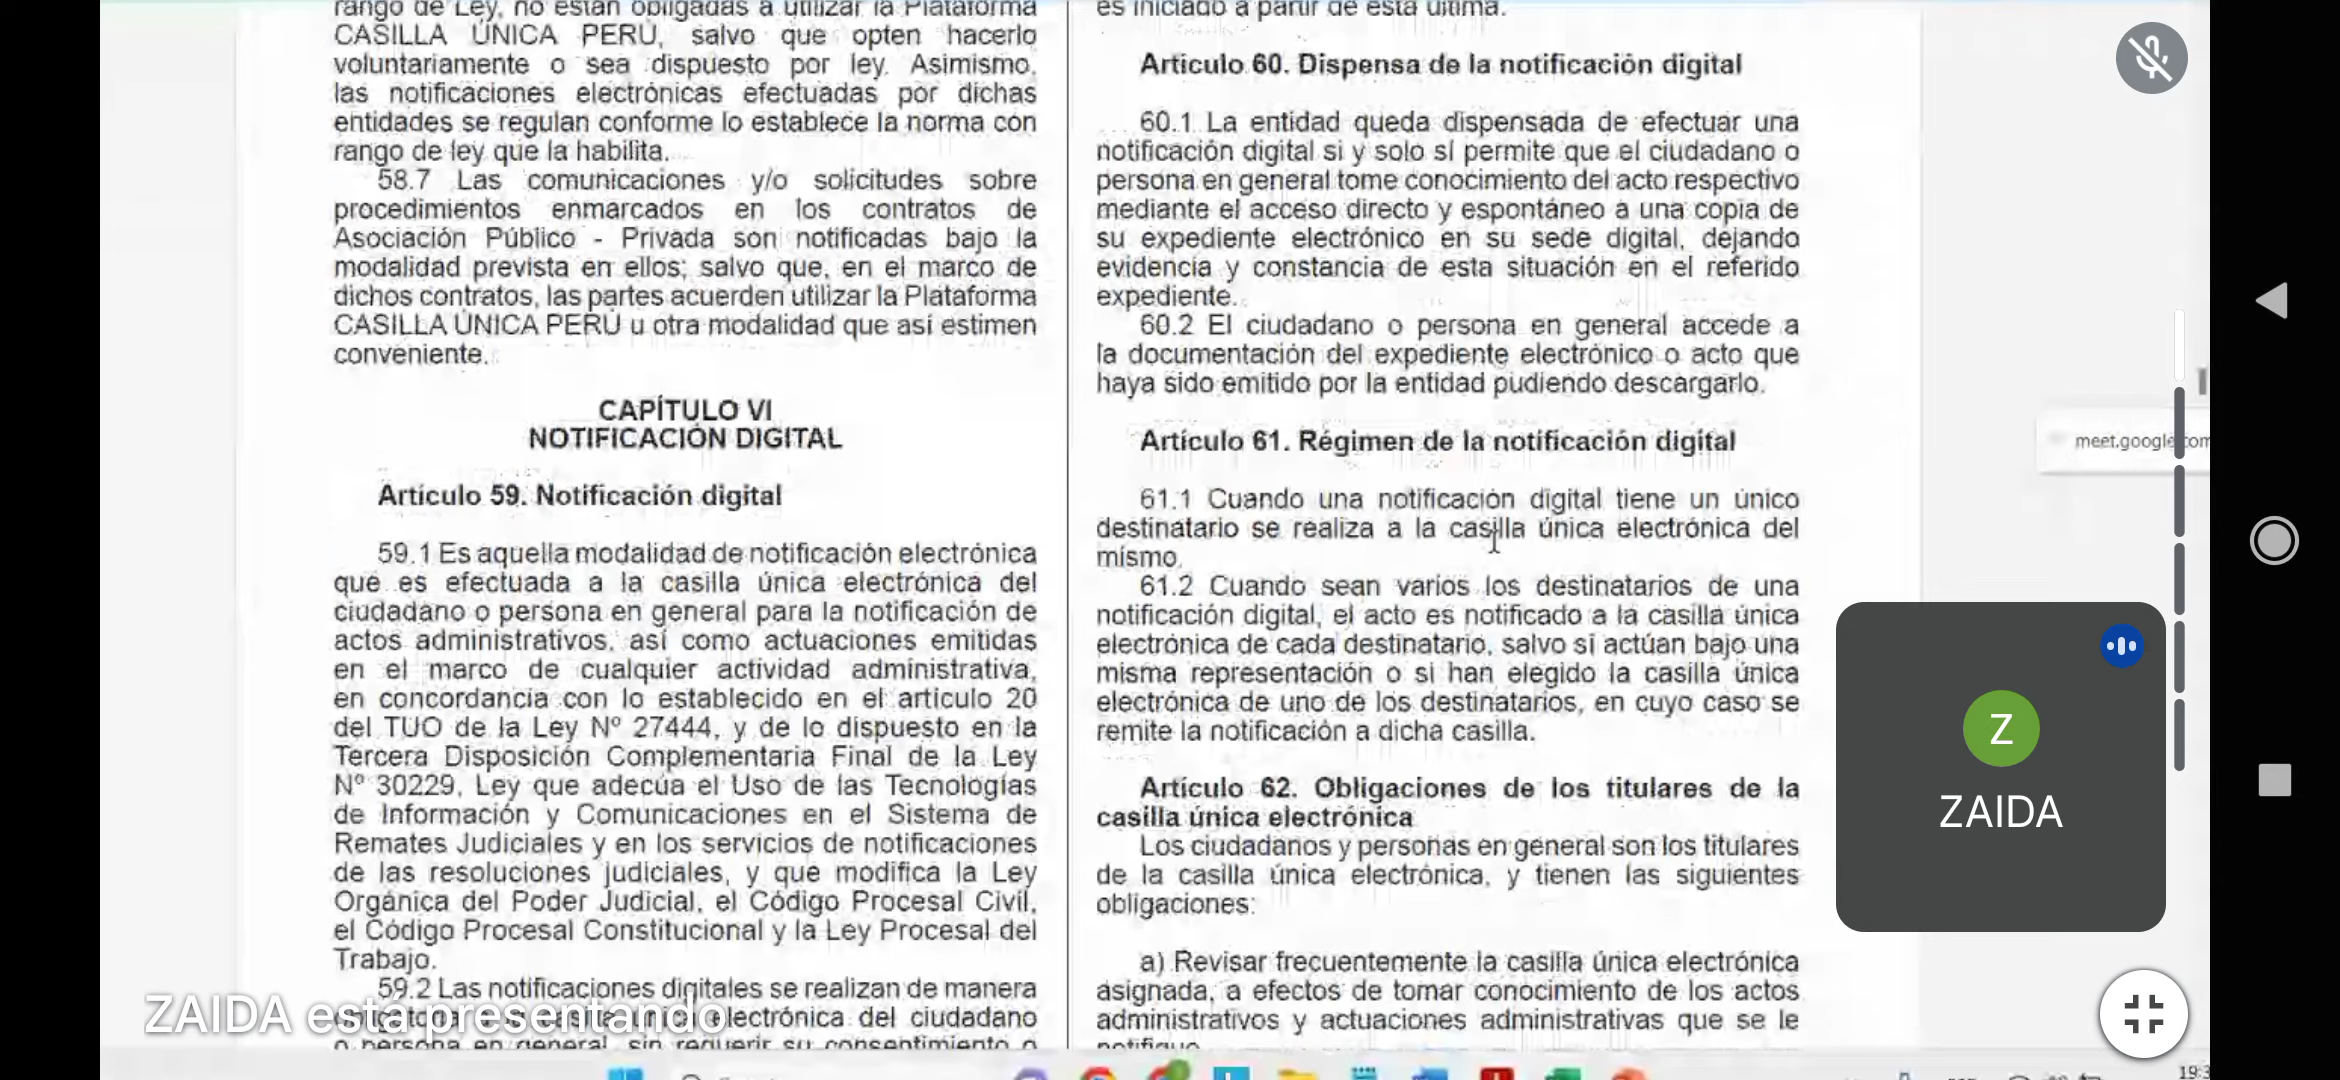 rango de Ley, no están obligadas a utilizar la Plataforma
CASILLA ÚNICA PERÚ, salvo que opten hacerlo
voluntariamente o sea dispuesto por ley. Asimismo,
las notificaciones electrónicas efectuadas por dichas
entidades se regulan conforme lo establece la norma con
rango de ley que la habilita.
58.7 Las comunicaciones y/o solicitudes sobre
procedimientos enmarcados en los contratos de
Asociación Público - Privada son notificadas bajo la
modalidad prevista en ellos; salvo que, en el marco de
dichos contratos, las partes acuerden utilizar la Plataforma
CASILLA ÚNICA PERÚ u otra modalidad que así estimen
conveniente.
CAPÍTULO VI
NOTIFICACIÓN DIGITAL
Artículo 59. Notificación digital
59.1 Es aquella modalidad de notificación electrónica
que es efectuada a la casilla única electrónica del
ciudadano o persona en general para la notificación de
actos administrativos, así como actuaciones emitidas
en el marco de cualquier actividad administrativa,
en concordancia con lo establecido en el artículo 20
del TUO de la Ley Nº 27444, y de lo dispuesto en la
Tercera Disposición Complementaria Final de la Ley
Nº 30229, Ley que adecúa el Uso de las Tecnologías
de Información y Comunicaciones en el Sistema de
Remates Judiciales y en los servicios de notificaciones
de las resoluciones judiciales, y que modifica la Ley
Orgánica del Poder Judicial, el Código Procesal Civil,
el Código Procesal Constitucional y la Ley Procesal del
Trabajo.
59.2 Las notificaciones digitales se realizan de manera
electrónica del ciudadano
o persona en general, sin requerir su consentimiento o
es iniciado a partir de esta última.
Artículo 60. Dispensa de la notificación digital
60.1 La entidad queda dispensada de efectuar una
notificación digital si y solo si permite que el ciudadano o
persona en general tome conocimiento del acto respectivo
mediante el acceso directo y espontáneo a una copia de
su expediente electrónico en su sede digital, dejando
evidencia y constancia de esta situación en el referido
expediente.
60.2 El ciudadano o persona en general accede a
la documentación del expediente electrónico o acto que
haya sido emitido por la entidad pudiendo descargarlo.
Artículo 61. Régimen de la notificación digital
61.1 Cuando una notificación digital tiene un único
destinatario se realiza a la casilla única electrónica del
mismo.
61.2 Cuando sean varios los destinatarios de una
notificación digital, el acto es notificado a la casilla única
electrónica de cada destinatario, salvo si actúan bajo una
misma representación o si han elegido la casilla única
electrónica de uno de los destinatarios, en cuyo caso se
remite la notificación a dicha casilla.
Artículo 62. Obligaciones de los titulares de la
casilla única electrónica
Los ciudadanos y personas en general son los titulares
de la casilla única electrónica, y tienen las siguientes
obligaciones:
a) Revisar frecuentemente la casilla única electrónica
asignada, a efectos de tomar conocimiento de los actos
administrativos y actuaciones administrativas que se le
notifique
meet.google.com
Z
ZAIDA
ZAIDA está presentando
19:3